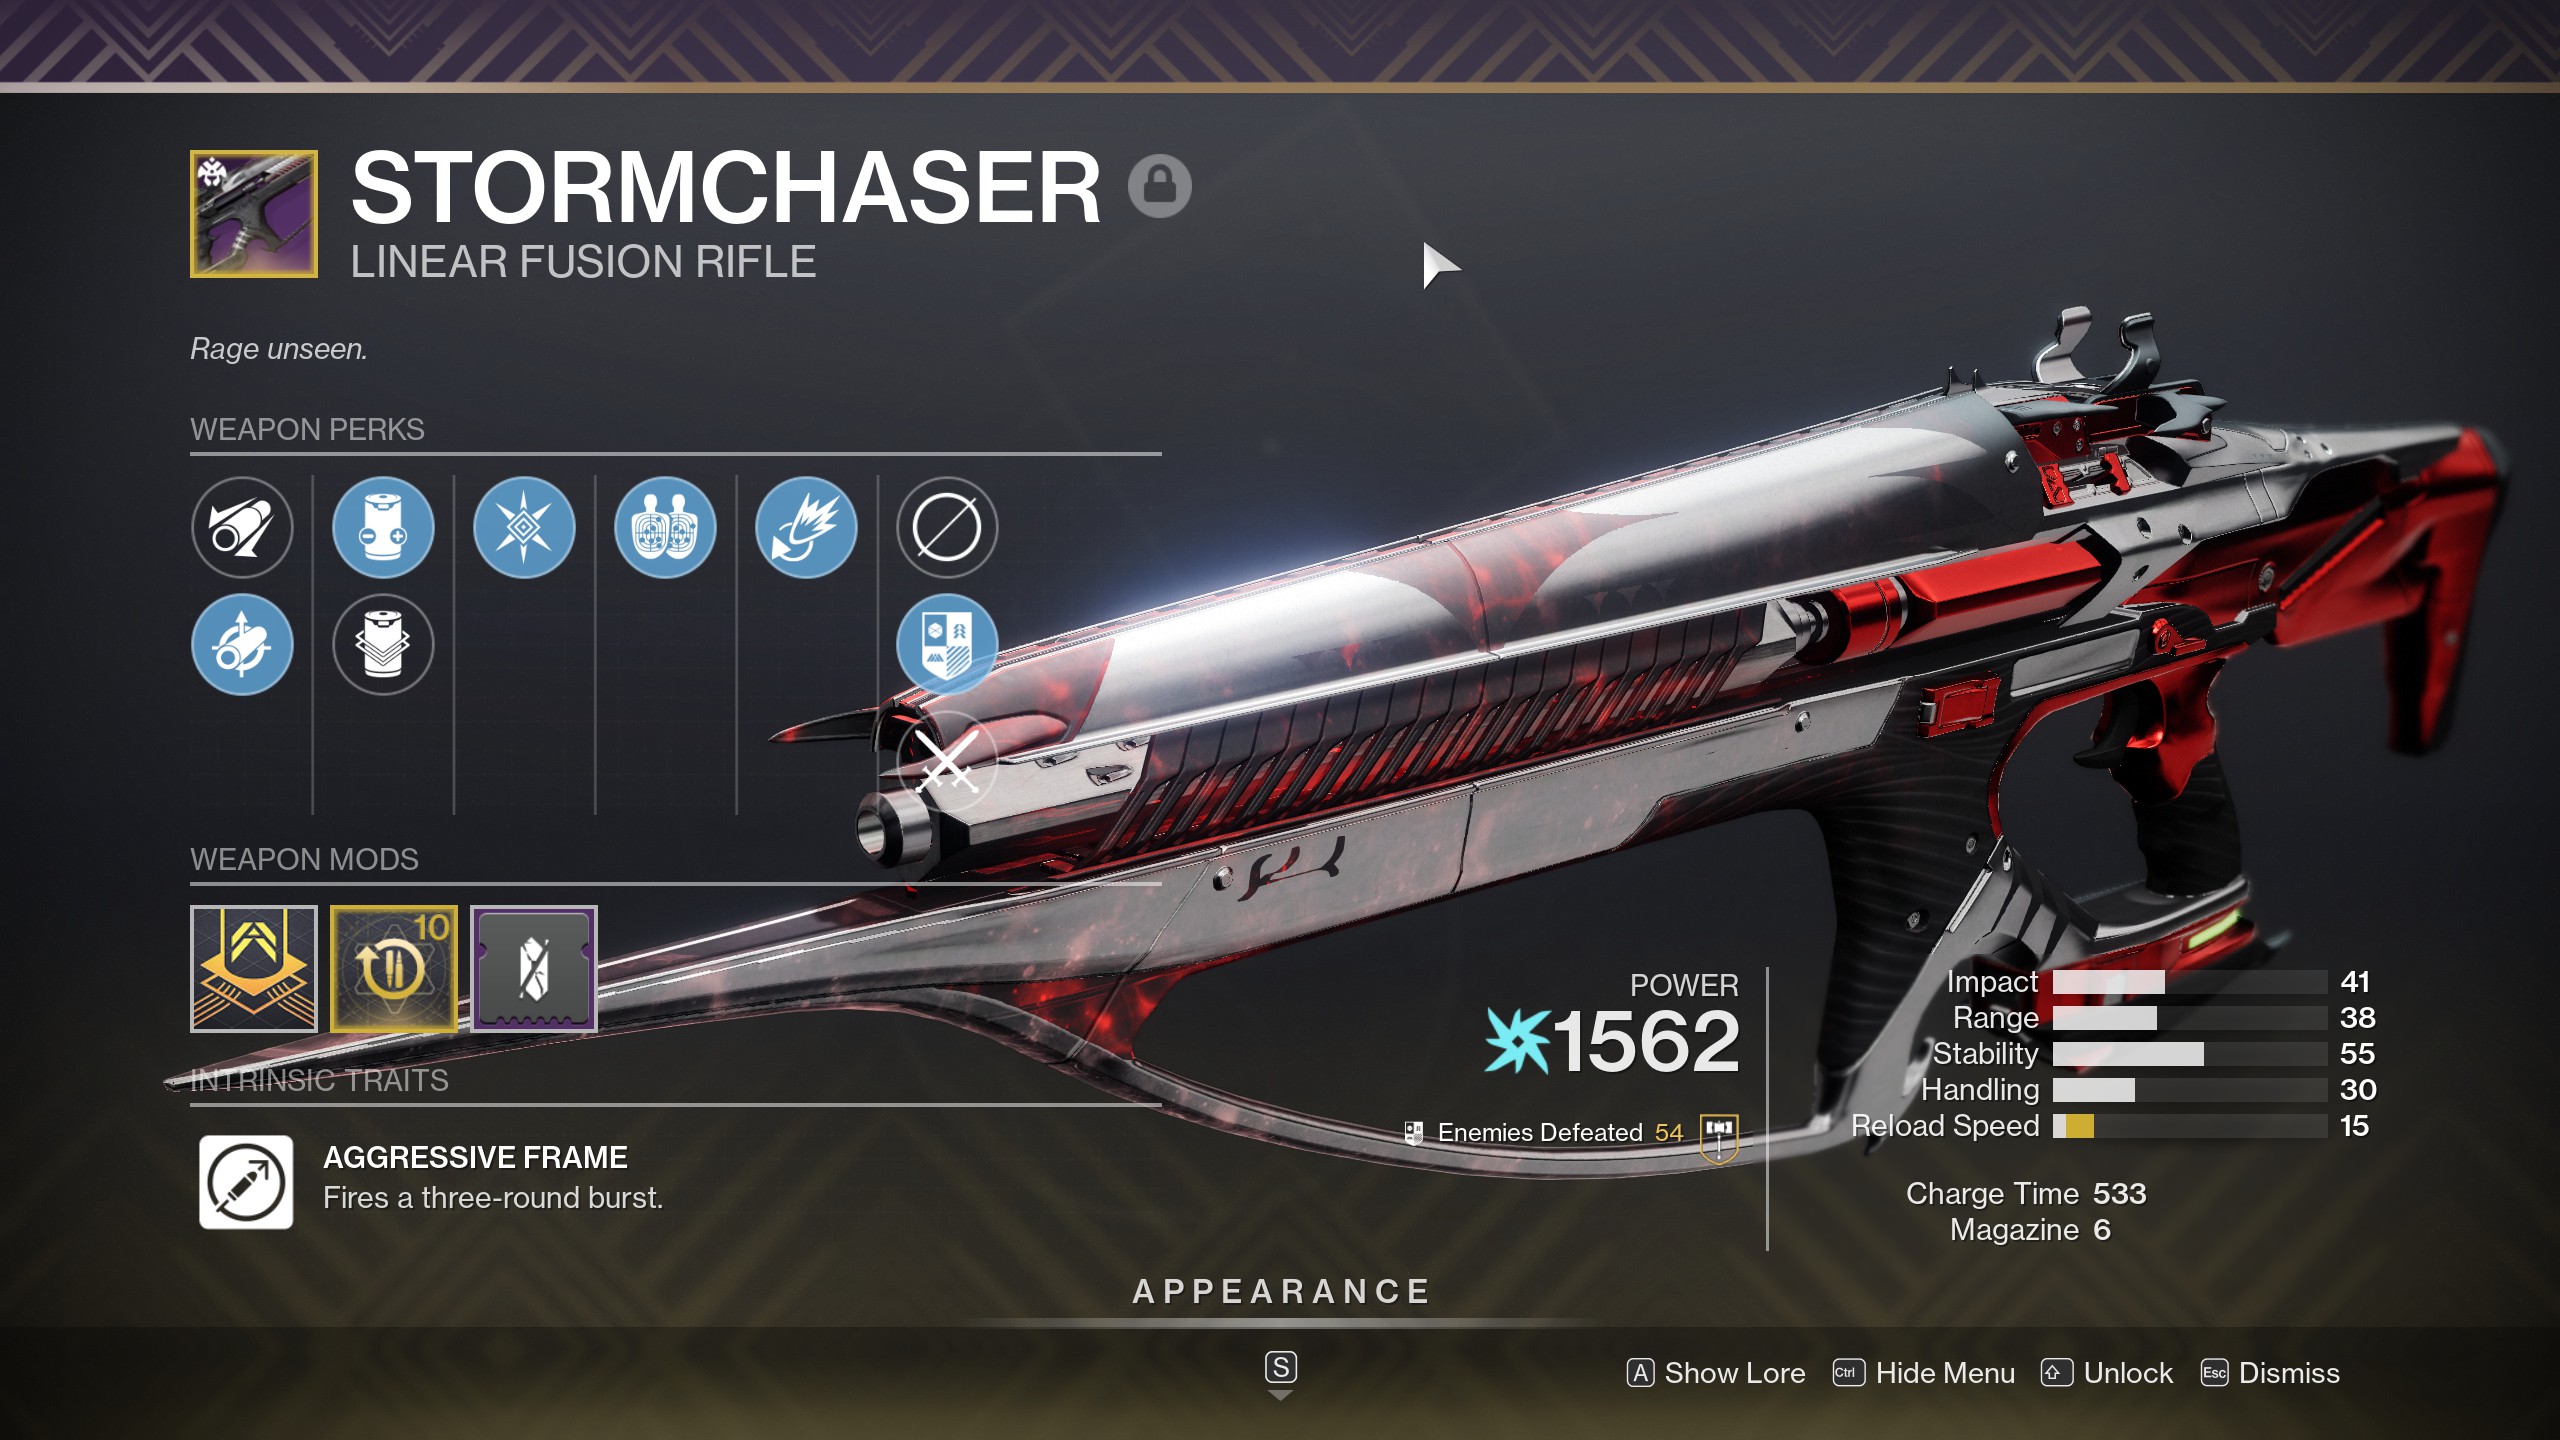 STORMCHASER
LINEAR FUSION RIFLE
Rage unseen.
WEAPON PERKS
WEAPON MODS
10
INTRINSIC TRAITS
AGGRESSIVE FRAME
Fires a three-round burst.
POWER
1562
Enemies Defeated 54
Impact 41
Range 38
Stability 55
Handling 30
Reload Speed 15
Charge Time 533
Magazine 6
APPEARANCE
S
A Show Lore Ctrl Hide Menu Unlock Esc Dismiss